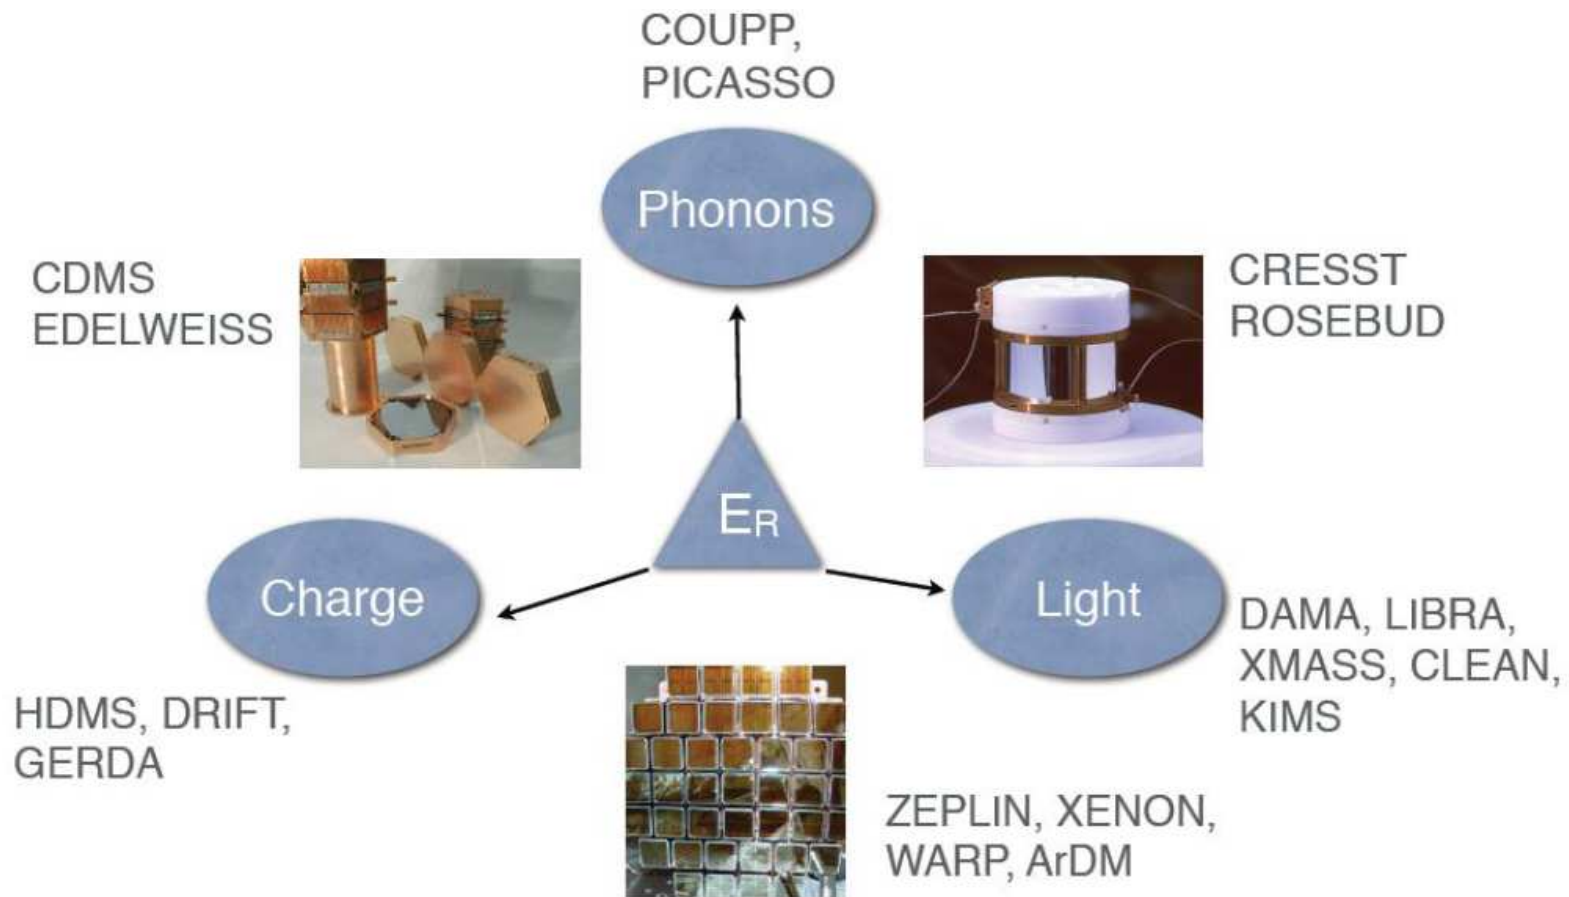 COUPP,
PICASSO
Phonons
CDMS
EDELWEISS
CRESST
ROSEBUD
ER
Charge
Light
HDMS, DRIFT,
GERDA
DAMA, LIBRA,
XMASS, CLEAN,
KIMS
ZEPLIN, XENON,
WARP, ArDM